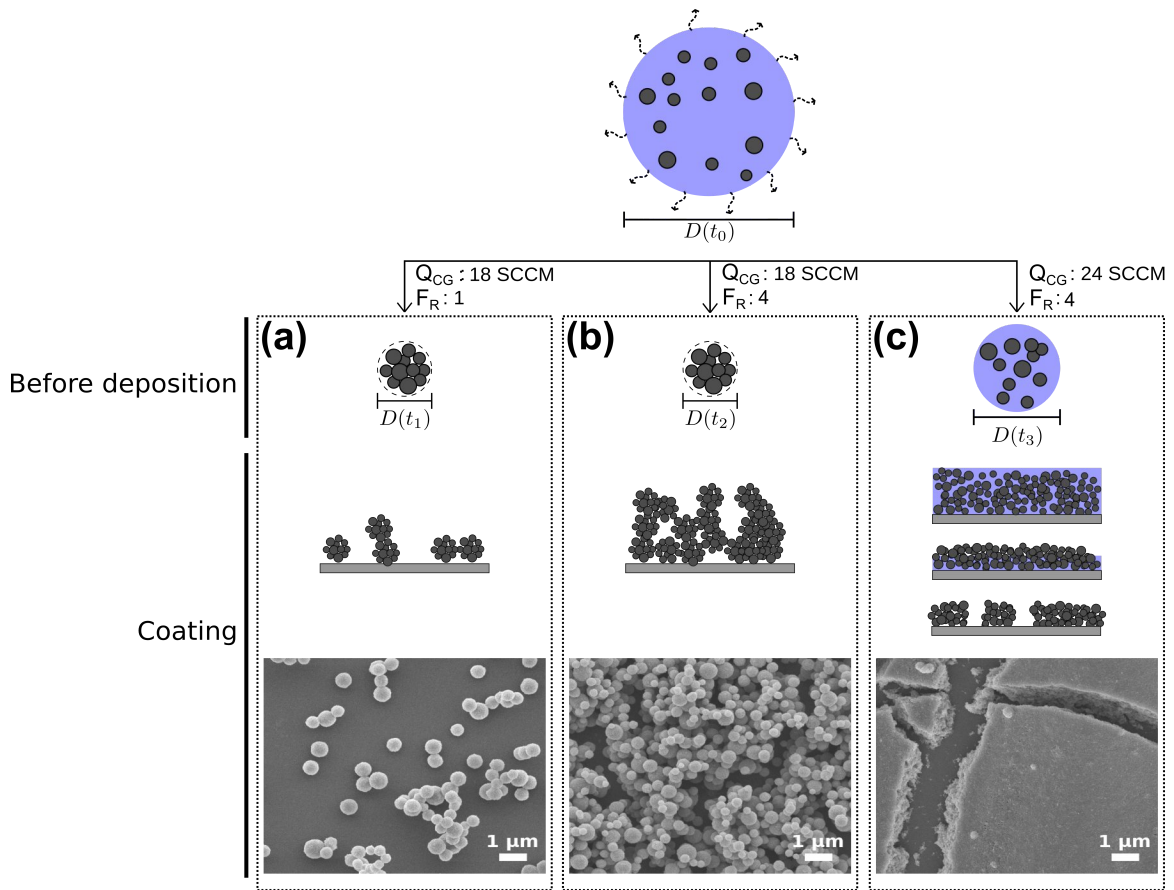 D(t₀)
Q_CG : 18 SCCM
F_R : 1
Q_CG : 18 SCCM
F_R : 4
Q_CG : 24 SCCM
F_R : 4
(a)
(b)
(c)
Before deposition
D(t₁)
D(t₂)
D(t₃)
Coating
1 µm
1 µm
1 µm